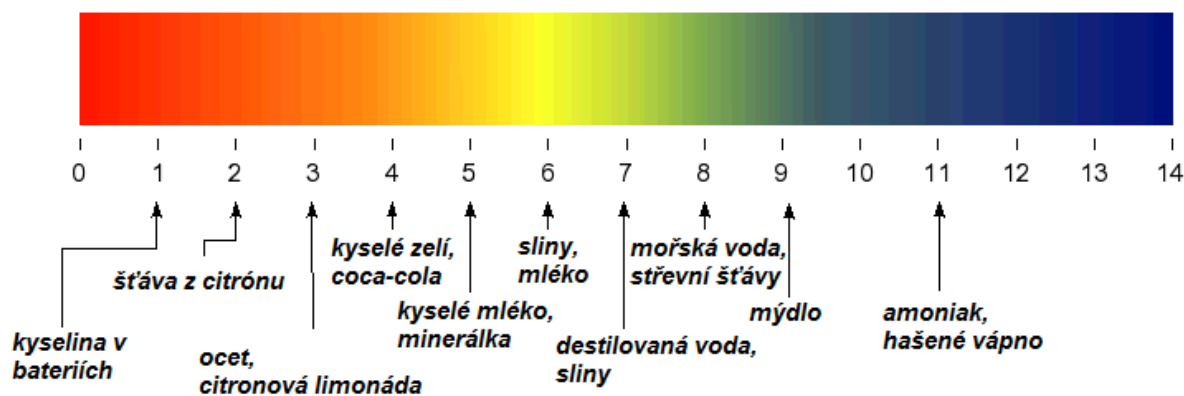 0 1 2 3 4 5 6 7 8 9 10 11 12 13 14
kyselina v
bateriích
šťáva z citrónu
ocet,
citronová limonáda
kyselé zelí,
coca-cola
kyselé mléko,
minerálka
sliny,
mléko
destilovaná voda,
sliny
mořská voda,
střevní šťávy
mýdlo
amoniak,
hašené vápno